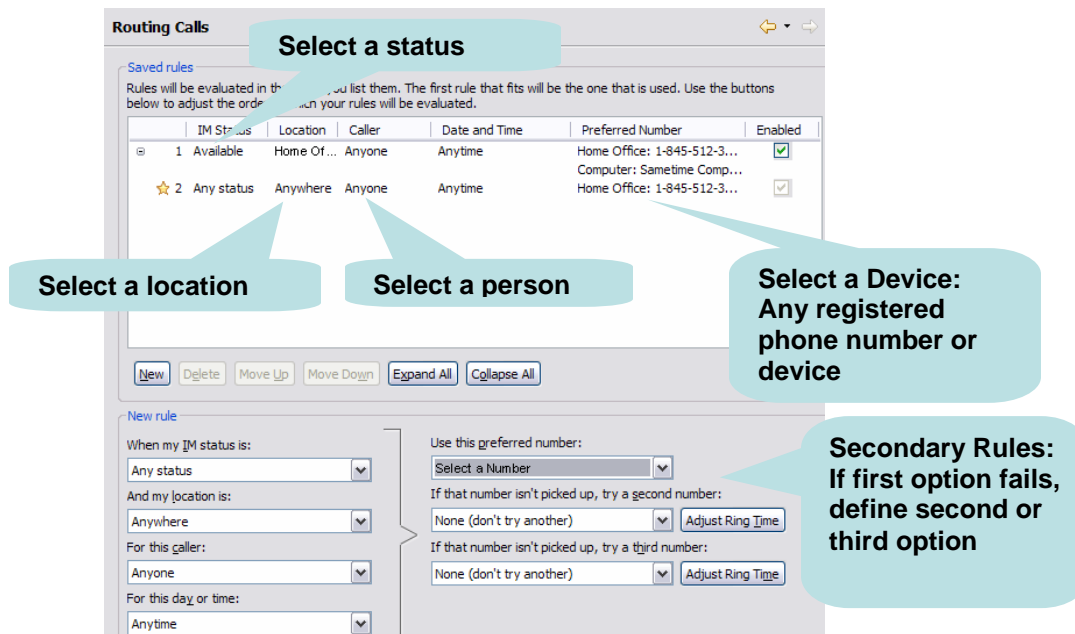 Routing Calls
Select a status
Saved rules
Rules will be evaluated in the you list them. The first rule that fits will be the one that is used. Use the buttons
below to adjust the order which your rules will be evaluated.
IM Status Location Caller Date and Time Preferred Number Enabled
1 Available Home Of... Anyone Anytime Home Office: 1-845-512-3...
Computer: Sametime Comp...
2 Any status Anywhere Anyone Anytime Home Office: 1-845-512-3...
Select a location
Select a person
Select a Device:
Any registered
phone number or
device
New Delete Move Up Move Down Expand All Collapse All
New rule
When my IM status is:
Any status
And my location is:
Anywhere
For this caller:
Anyone
For this day or time:
Anytime
Use this preferred number:
Select a Number
If that number isn't picked up, try a second number:
None (don't try another) Adjust Ring Time
If that number isn't picked up, try a third number:
None (don't try another) Adjust Ring Time
Secondary Rules:
If first option fails,
define second or
third option